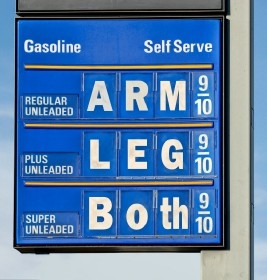 Gasoline Self Serve
REGULAR
UNLEADED ARM 9/10
PLUS
UNLEADED LEG 9/10
SUPER
UNLEADED Both 9/10